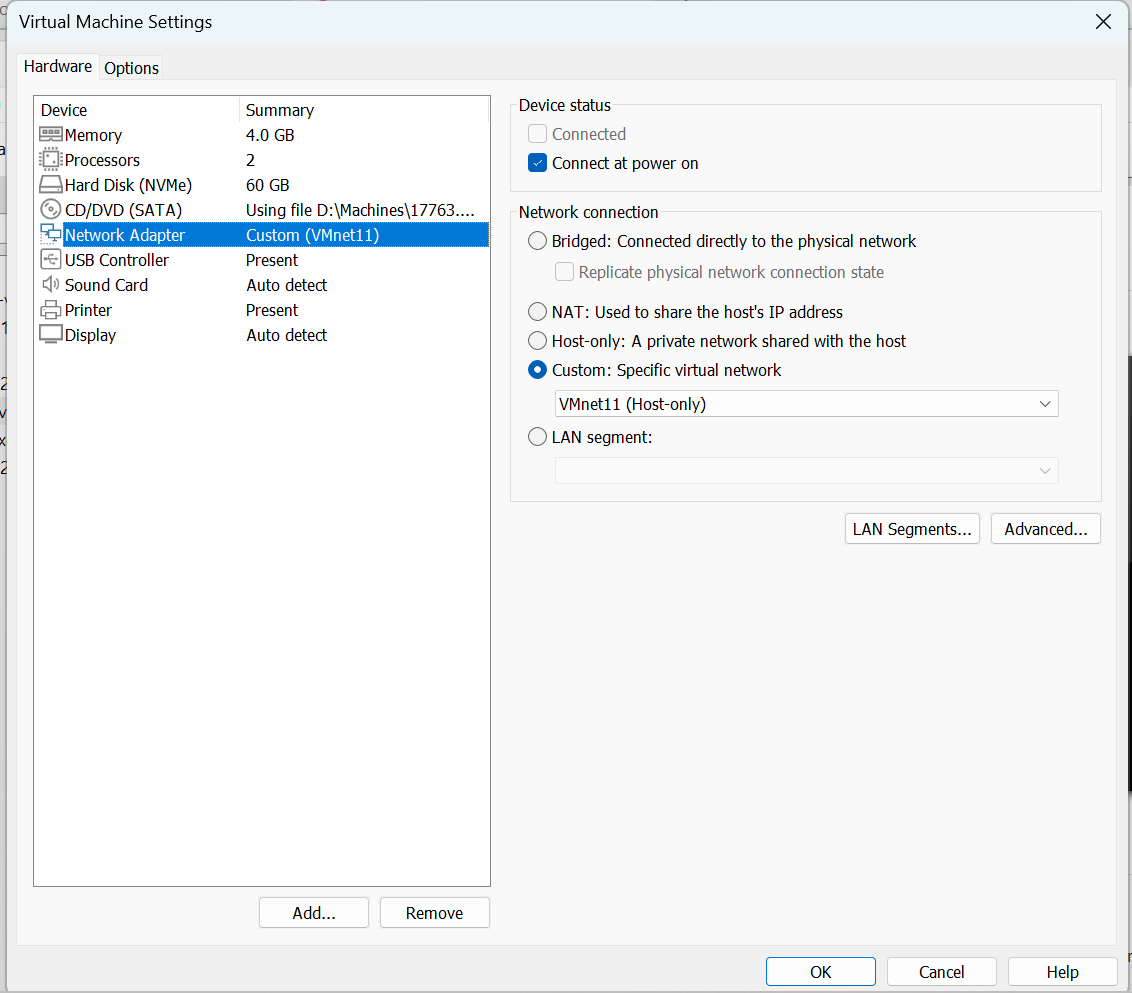 Virtual Machine Settings
Hardware Options
Device Summary
Memory 4.0 GB
Processors 2
Hard Disk (NVMe) 60 GB
CD/DVD (SATA) Using file D:\Machines\17763....
Network Adapter Custom (VMnet11)
USB Controller Present
Sound Card Auto detect
Printer Present
Display Auto detect
Add... Remove
Device status
Connected
Connect at power on
Network connection
Bridged: Connected directly to the physical network
Replicate physical network connection state
NAT: Used to share the host's IP address
Host-only: A private network shared with the host
Custom: Specific virtual network
VMnet11 (Host-only)
LAN segment:
LAN Segments... Advanced...
OK Cancel Help